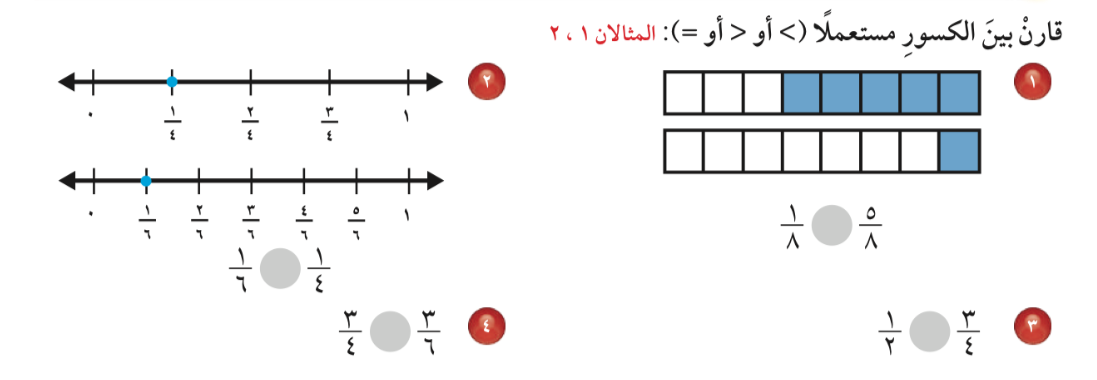 قارنْ بينَ الكسورِ مستعملًا (> أو < أو =): المثالان ١ ، ٢
١
٥/٨ ١/٨
٢
٠ ١/٤ ٢/٤ ٣/٤ ١
٠ ١/٦ ٢/٦ ٣/٦ ٤/٦ ٥/٦ ١
١/٤ ١/٦
٣
٣/٤ ١/٢
٤
٣/٦ ٣/٤